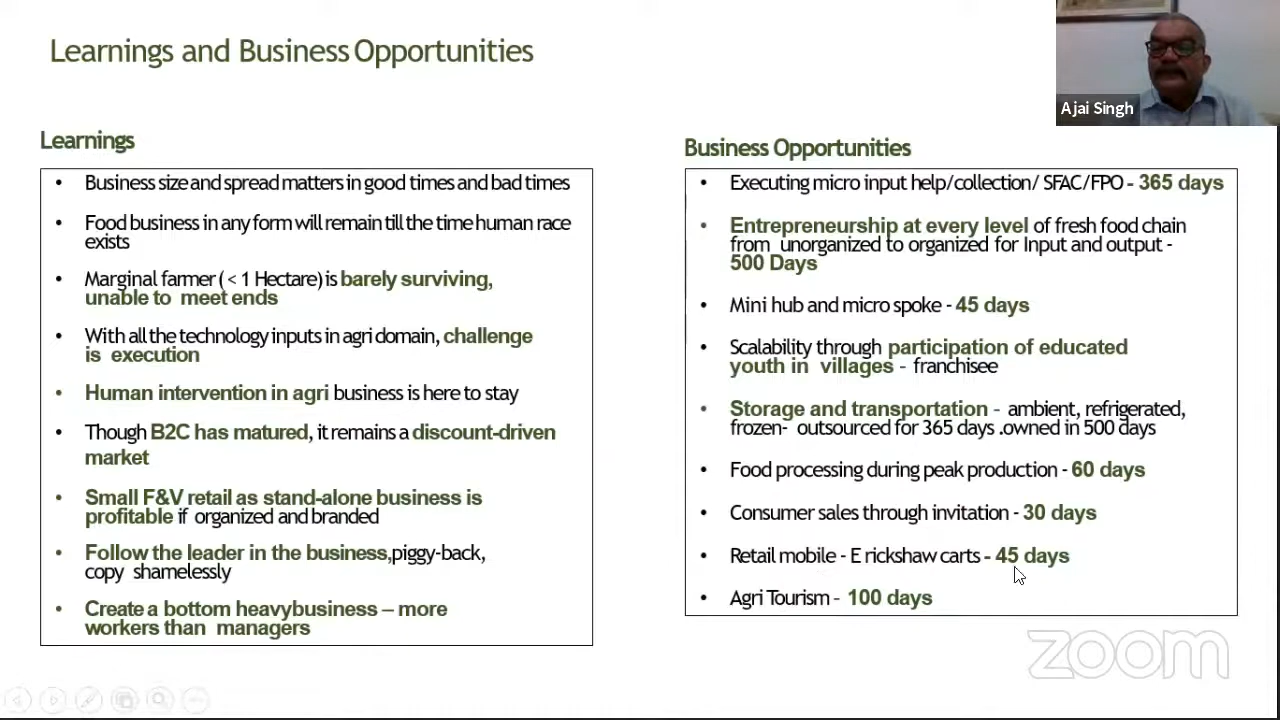 Learnings and Business Opportunities
Ajai Singh
Learnings
• Business size and spread matters in good times and bad times
• Food business in any form will remain till the time human race
exists
• Marginal farmer ( < 1 Hectare) is barely surviving,
unable to meet ends
• With all the technology inputs in agri domain, challenge
is execution
• Human intervention in agri business is here to stay
• Though B2C has matured, it remains a discount-driven
market
• Small F&V retail as stand-alone business is
profitable if organized and branded
• Follow the leader in the business,piggy-back,
copy shamelessly
• Create a bottom heavybusiness – more
workers than managers
Business Opportunities
• Executing micro input help/collection/ SFAC/FPO - 365 days
• Entrepreneurship at every level of fresh food chain
from unorganized to organized for Input and output -
500 Days
• Mini hub and micro spoke - 45 days
• Scalability through participation of educated
youth in villages - franchisee
• Storage and transportation - ambient, refrigerated,
frozen- outsourced for 365 days .owned in 500 days
• Food processing during peak production - 60 days
• Consumer sales through invitation - 30 days
• Retail mobile - E rickshaw carts - 45 days
• Agri Tourism - 100 days
zoom